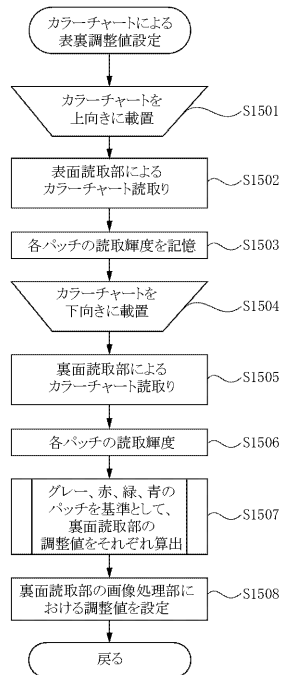 カラーチャートによる
表裏調整値設定
カラーチャートを
上向きに載置
S1501
表面読取部による
カラーチャート読取り
S1502
各パッチの読取輝度を記憶
S1503
カラーチャートを
下向きに載置
S1504
裏面読取部による
カラーチャート読取り
S1505
各パッチの読取輝度
S1506
グレー、赤、緑、青の
パッチを基準として、
裏面読取部の
調整値をそれぞれ算出
S1507
裏面読取部の画像処理部に
おける調整値を設定
S1508
戻る